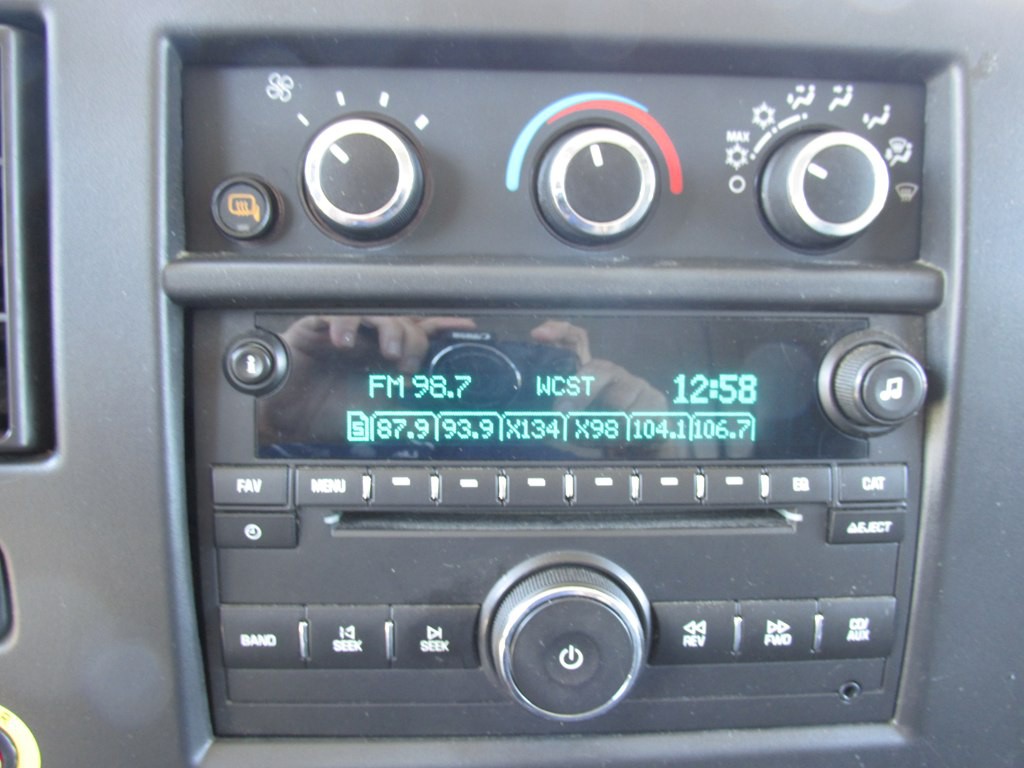 MAX
FM 98.7 WCST 12:58
5 87.9 93.9 X134 X98 104.1 106.7
FAV MENU EQ CAT
EJECT
BAND SEEK SEEK REV FWD CD/
AUX